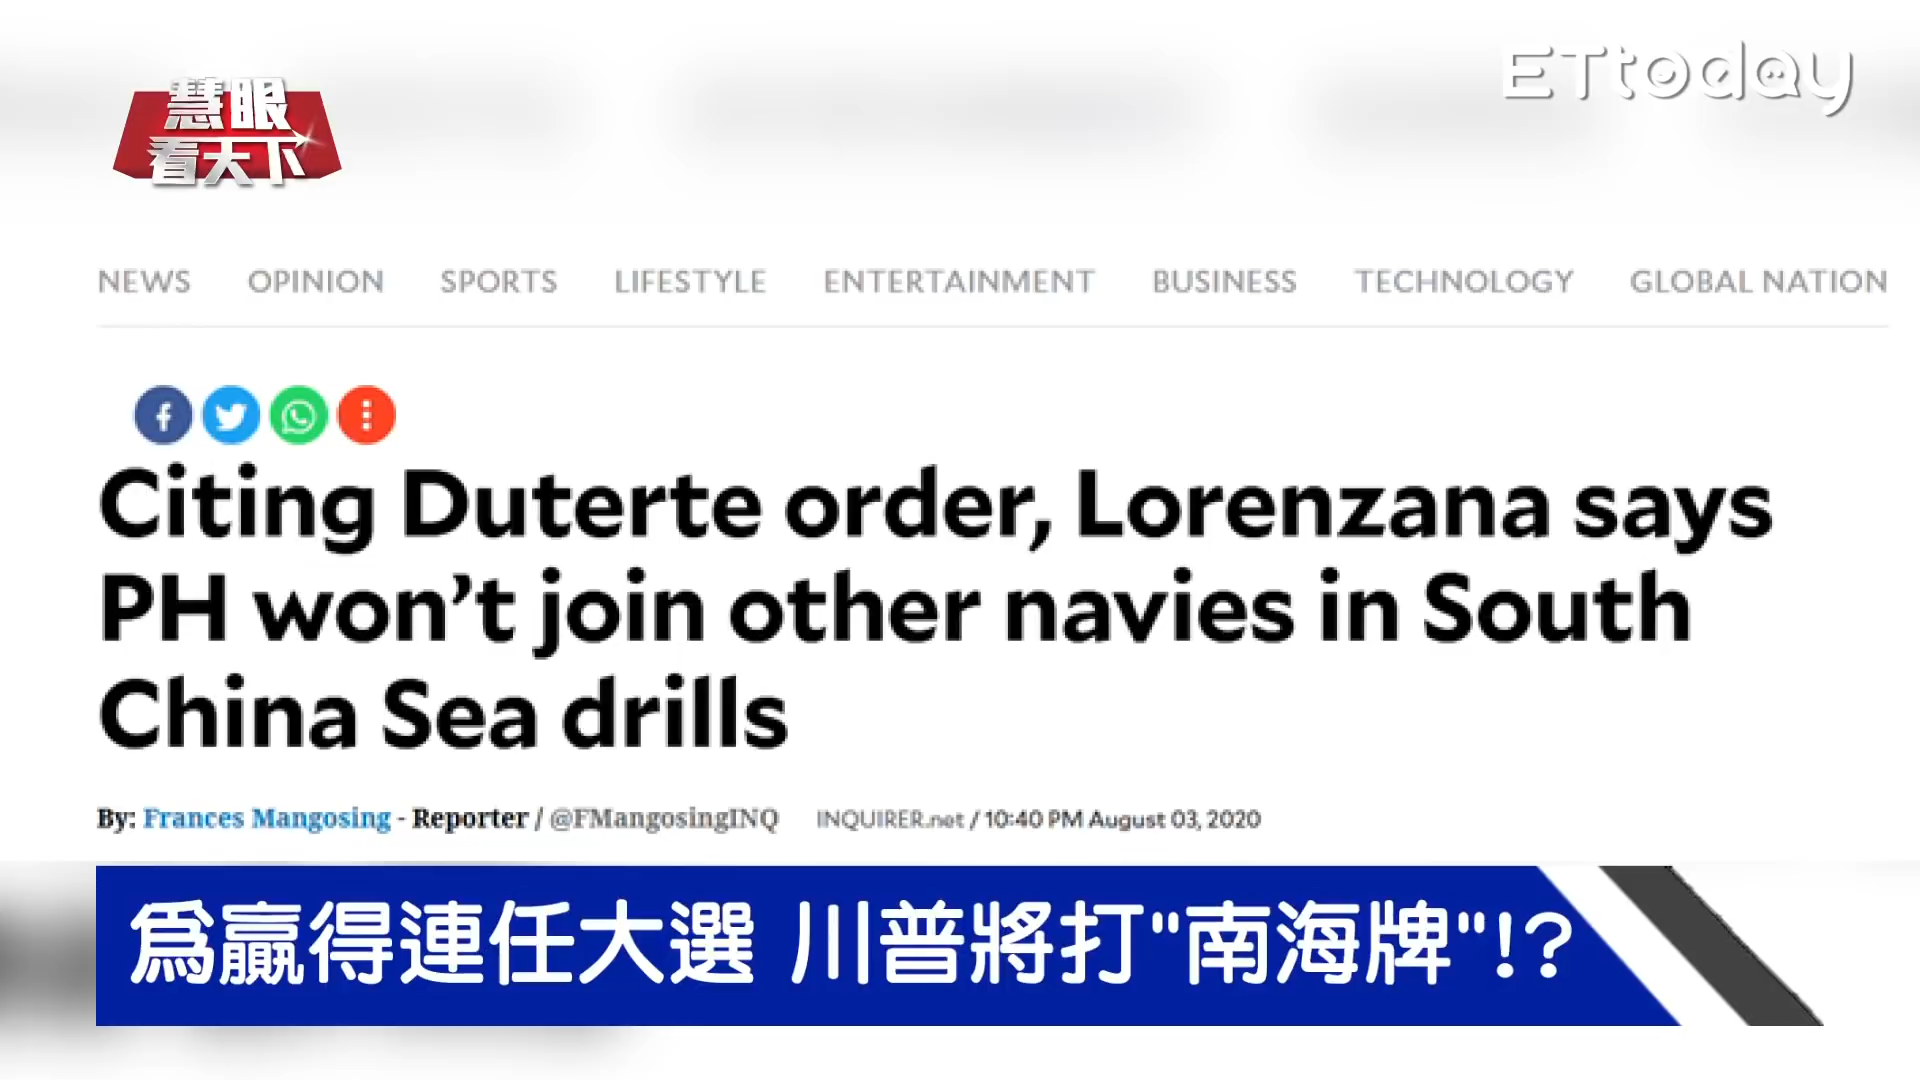 慧眼
看天下
ETtoday
NEWS OPINION SPORTS LIFESTYLE ENTERTAINMENT BUSINESS TECHNOLOGY GLOBAL NATION
Citing Duterte order, Lorenzana says
PH won’t join other navies in South
China Sea drills
By: Frances Mangosing - Reporter / @FMangosingINQ INQUIRER.net / 10:40 PM August 03, 2020
為贏得連任大選 川普將打"南海牌"!?